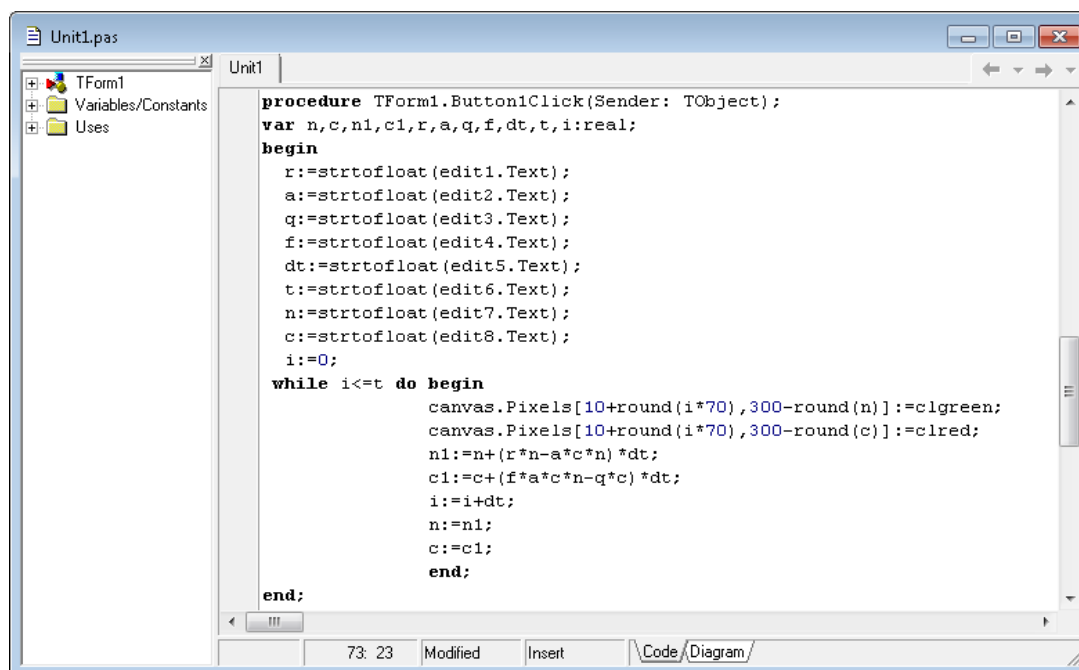 Unit1.pas
TForm1
Variables/Constants
Uses
Unit1
procedure TForm1.Button1Click(Sender: TObject);
var n,c,n1,c1,r,a,q,f,dt,t,i:real;
begin
r:=strtofloat(edit1.Text);
a:=strtofloat(edit2.Text);
q:=strtofloat(edit3.Text);
f:=strtofloat(edit4.Text);
dt:=strtofloat(edit5.Text);
t:=strtofloat(edit6.Text);
n:=strtofloat(edit7.Text);
c:=strtofloat(edit8.Text);
i:=0;
while i<=t do begin
canvas.Pixels[10+round(i*70),300-round(n)]:=clgreen;
canvas.Pixels[10+round(i*70),300-round(c)]:=clred;
n1:=n+(r*n-a*c*n)*dt;
c1:=c+(f*a*c*n-q*c)*dt;
i:=i+dt;
n:=n1;
c:=c1;
end;
end;
73: 23 Modified Insert Code Diagram